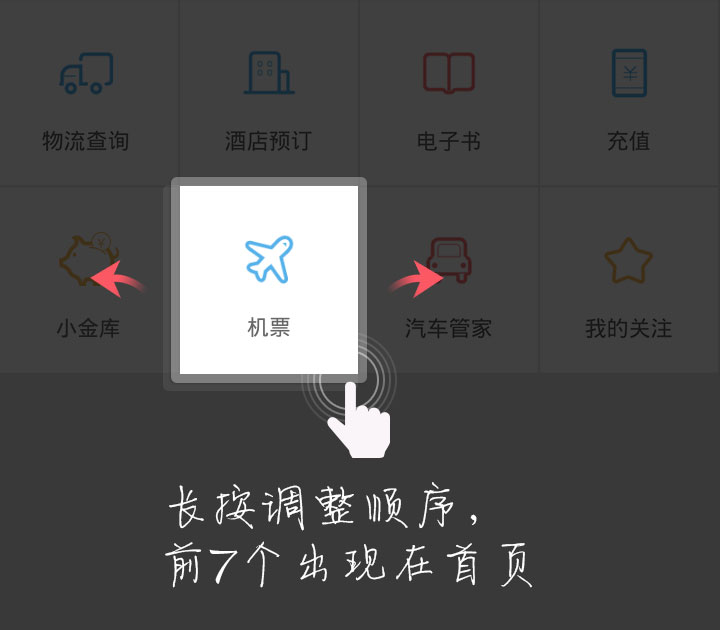 物流查询
酒店预订
电子书
充值
小金库
机票
汽车管家
我的关注
长按调整顺序，
前7个出现在首页